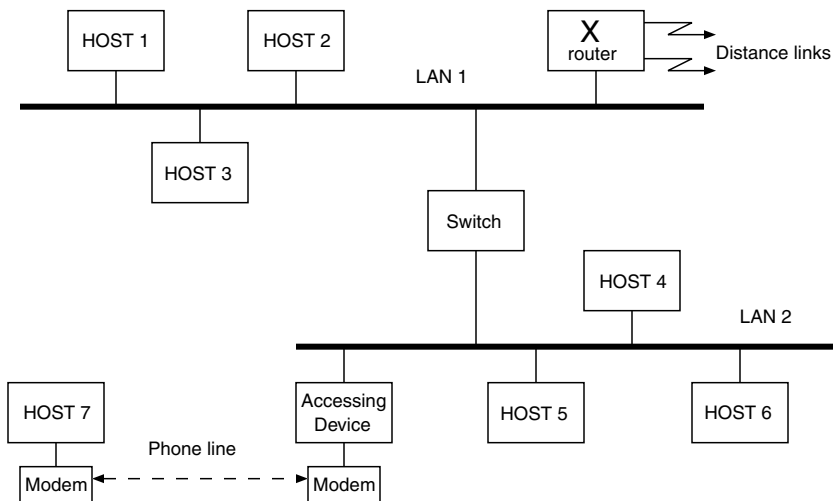 HOST 1
HOST 2
X
router
Distance links
LAN 1
HOST 3
Switch
HOST 4
LAN 2
HOST 7
Accessing
Device
HOST 5
HOST 6
Phone line
Modem
Modem